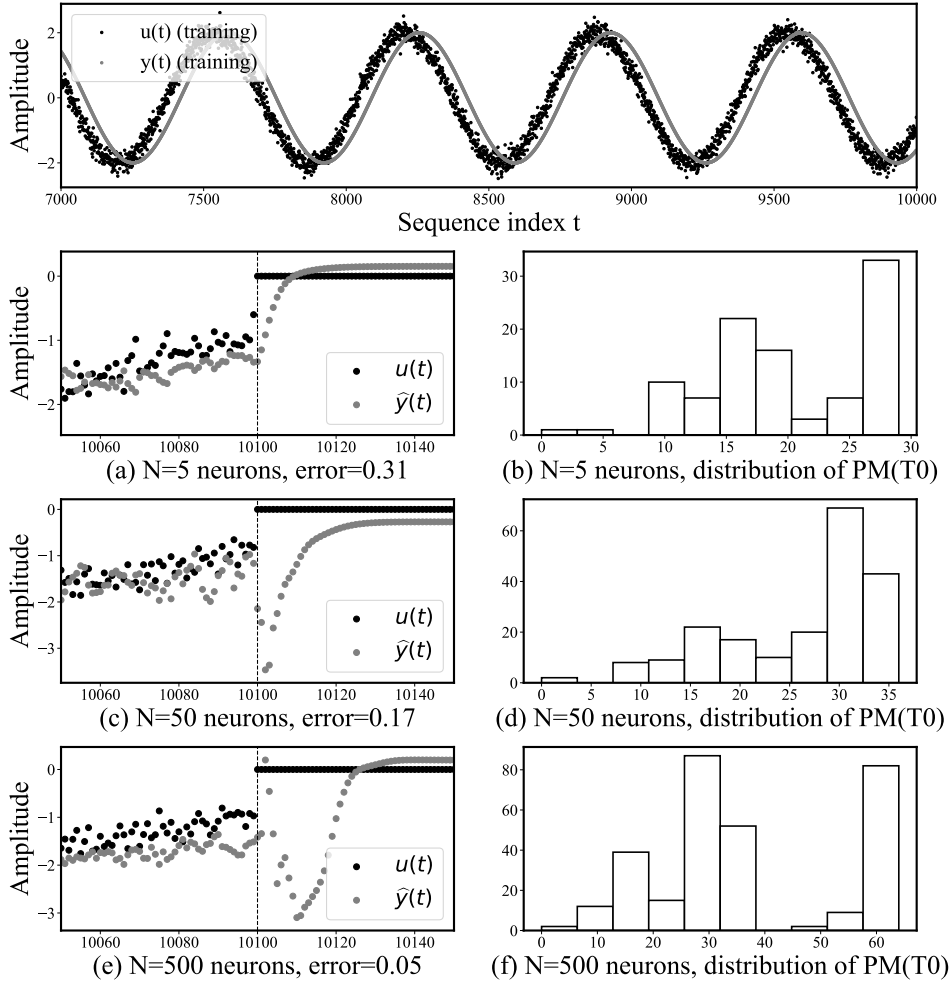 u(t) (training)
y(t) (training)
Amplitude
2
0
−2
7000 7500 8000 8500 9000 9500 10000
Sequence index t
Amplitude
0
−1
−2
u(t)
ŷ(t)
10060 10080 10100 10120 10140
(a) N=5 neurons, error=0.31
30
20
10
0
0 5 10 15 20 25 30
(b) N=5 neurons, distribution of PM(T0)
Amplitude
0
−1
−2
−3
u(t)
ŷ(t)
10060 10080 10100 10120 10140
(c) N=50 neurons, error=0.17
60
40
20
0
0 5 10 15 20 25 30 35
(d) N=50 neurons, distribution of PM(T0)
Amplitude
0
−1
−2
−3
u(t)
ŷ(t)
10060 10080 10100 10120 10140
(e) N=500 neurons, error=0.05
80
60
40
20
0
0 10 20 30 40 50 60
(f) N=500 neurons, distribution of PM(T0)